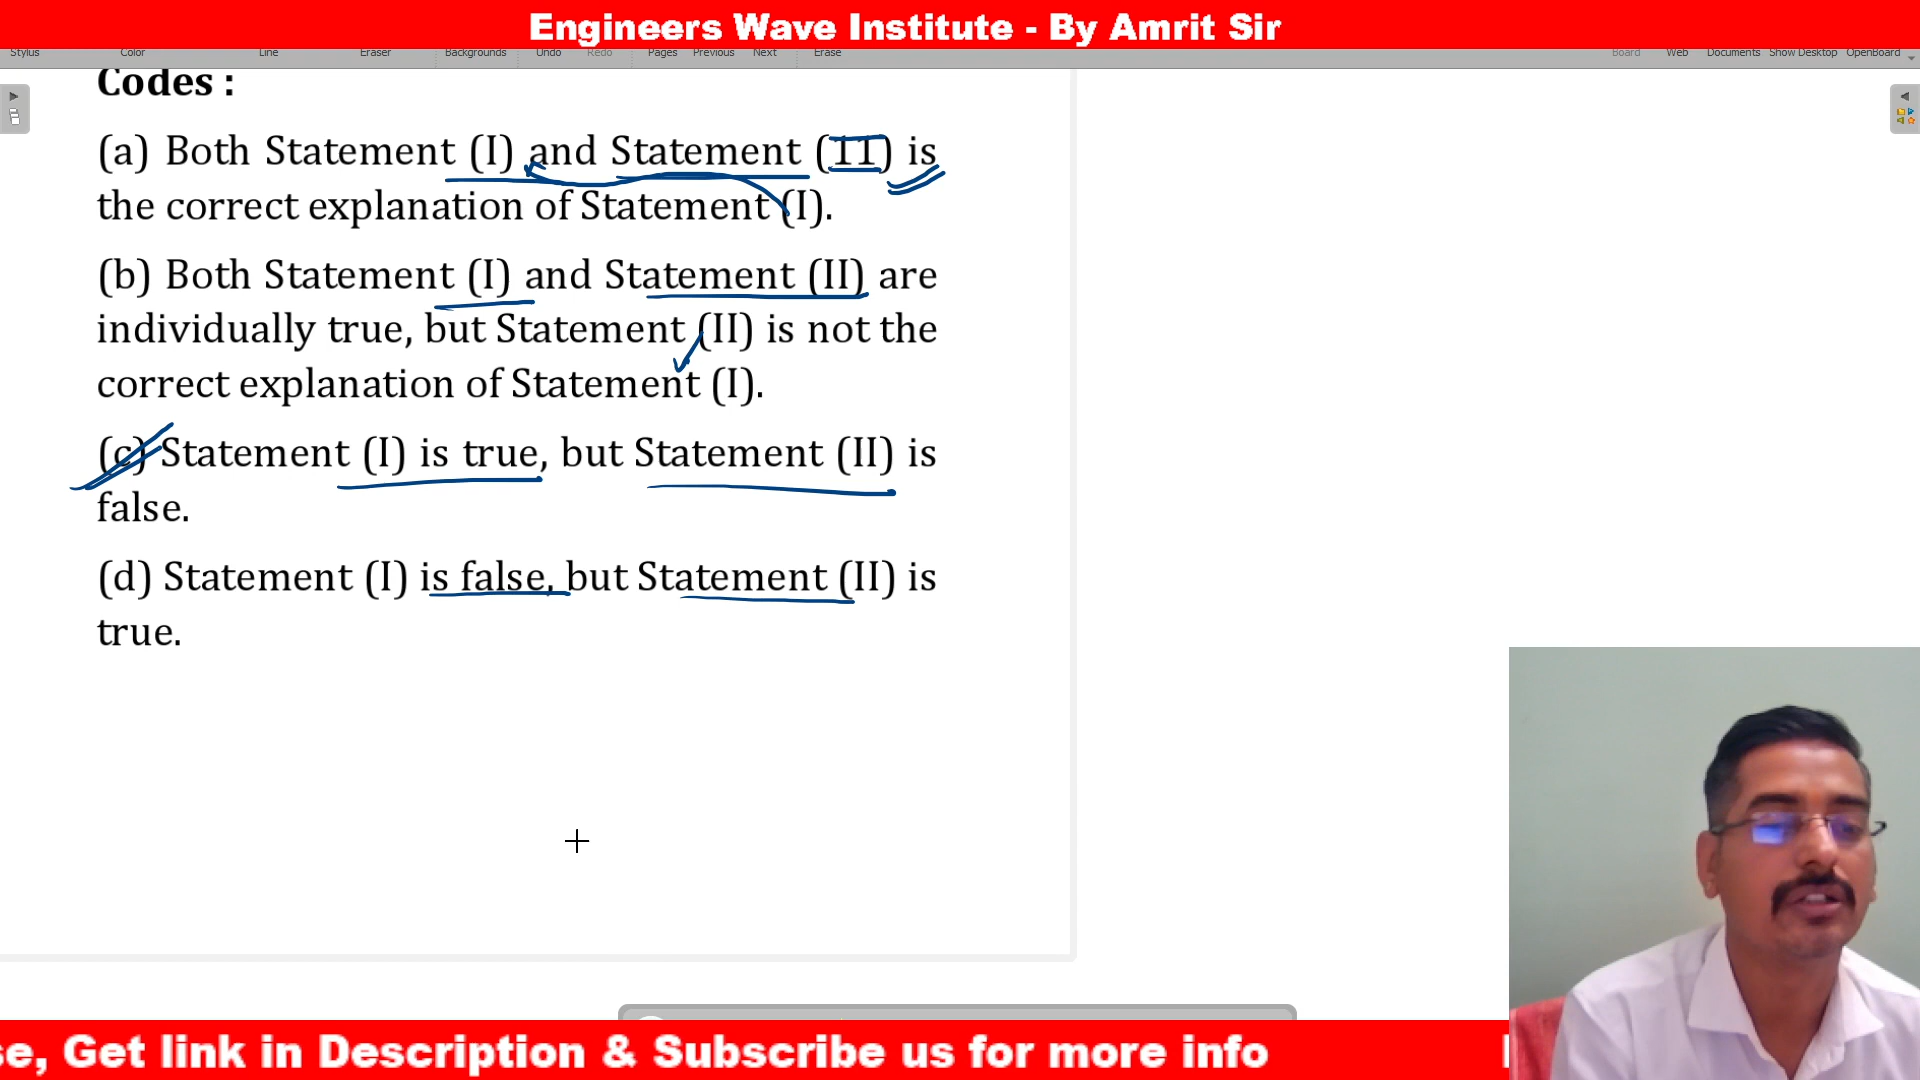 Engineers Wave Institute - By Amrit Sir
Stylus Color Line Eraser Backgrounds Undo Redo Pages Previous Next Erase Board Web Documents Show Desktop OpenBoard
Codes :
(a) Both Statement (I) and Statement (11) is
the correct explanation of Statement (I).
(b) Both Statement (I) and Statement (II) are
individually true, but Statement (II) is not the
correct explanation of Statement (I).
(c) Statement (I) is true, but Statement (II) is
false.
(d) Statement (I) is false, but Statement (II) is
true.
se, Get link in Description & Subscribe us for more info